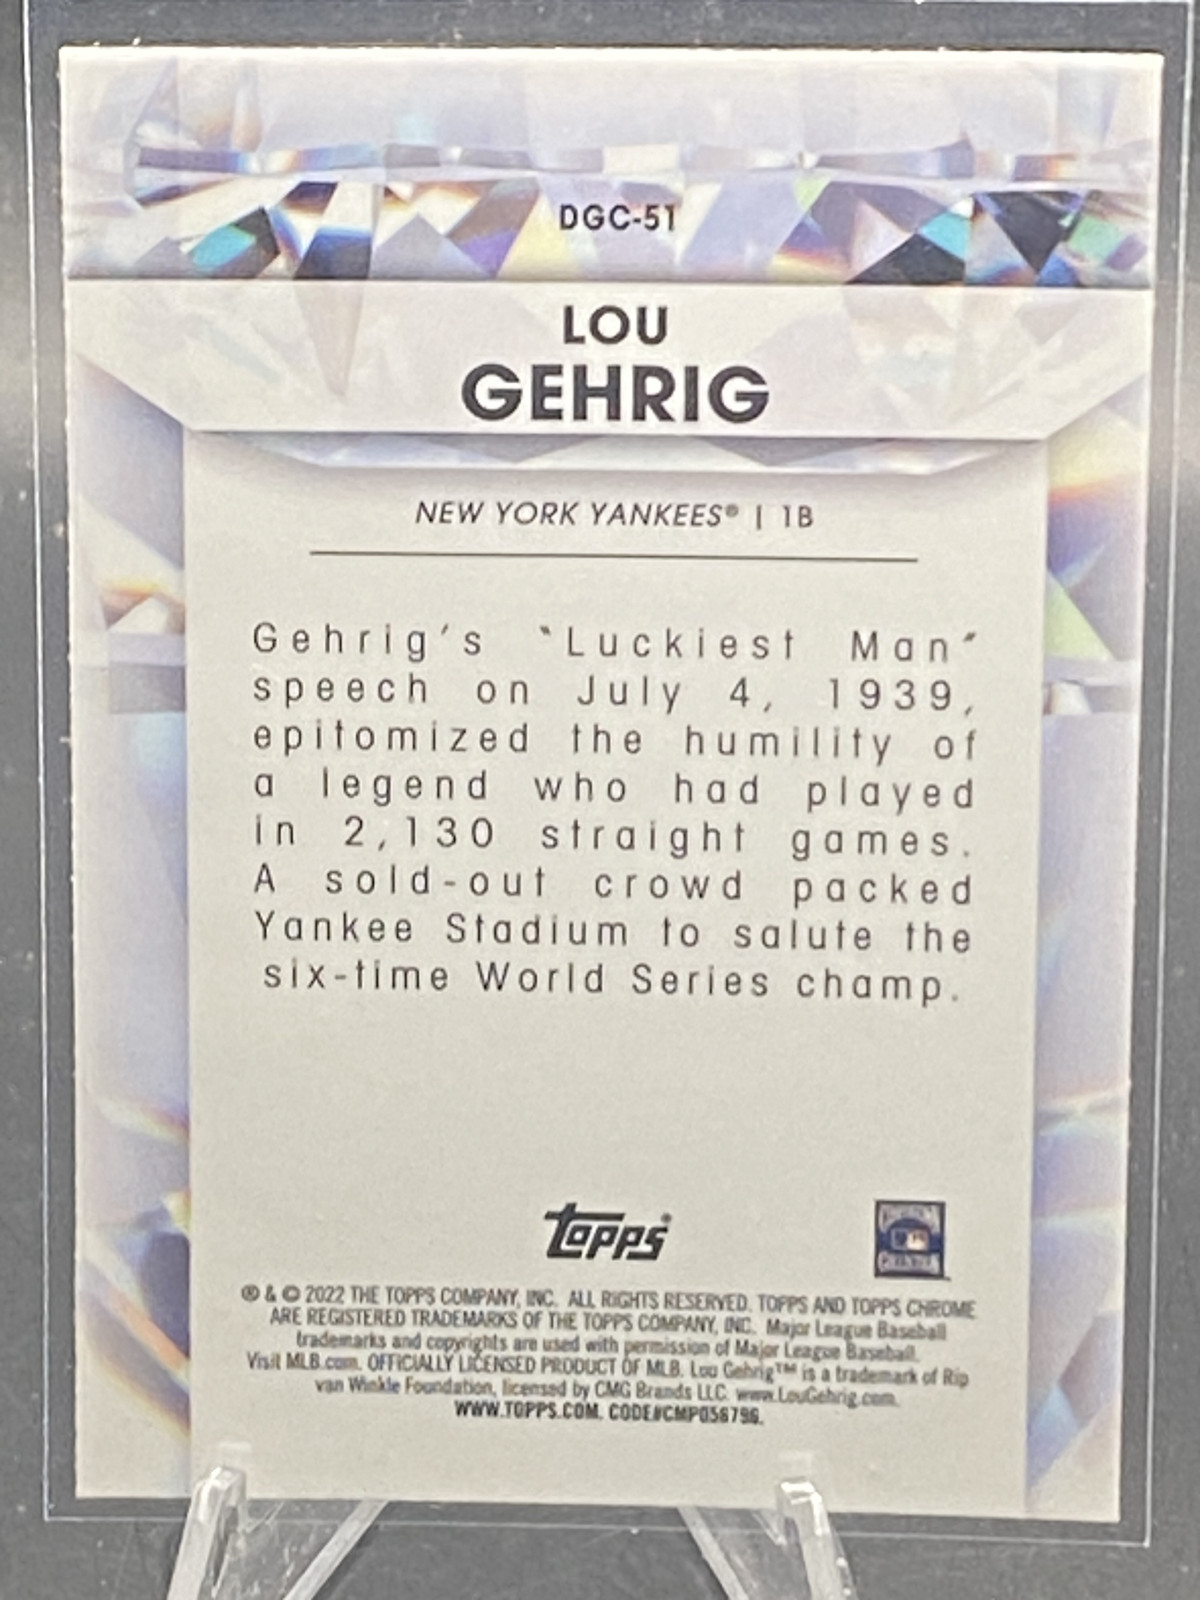 DGC-51
LOU
GEHRIG
NEW YORK YANKEES® | 1B
Gehrig's "Luckiest Man"
speech on July 4, 1939,
epitomized the humility of
a legend who had played
in 2,130 straight games.
A sold-out crowd packed
Yankee Stadium to salute the
six-time World Series champ.
Topps®
® & © 2022 THE TOPPS COMPANY, INC. ALL RIGHTS RESERVED. TOPPS AND TOPPS CHROME
ARE REGISTERED TRADEMARKS OF THE TOPPS COMPANY, INC. Major League Baseball
trademarks and copyrights are used with permission of Major League Baseball.
Visit MLB.com. OFFICIALLY LICENSED PRODUCT OF MLB. Lou Gehrig™ is a trademark of Rip
van Winkle Foundation, licensed by CMG Brands LLC. www.LouGehrig.com.
WWW.TOPPS.COM. CODE#CMP058796.